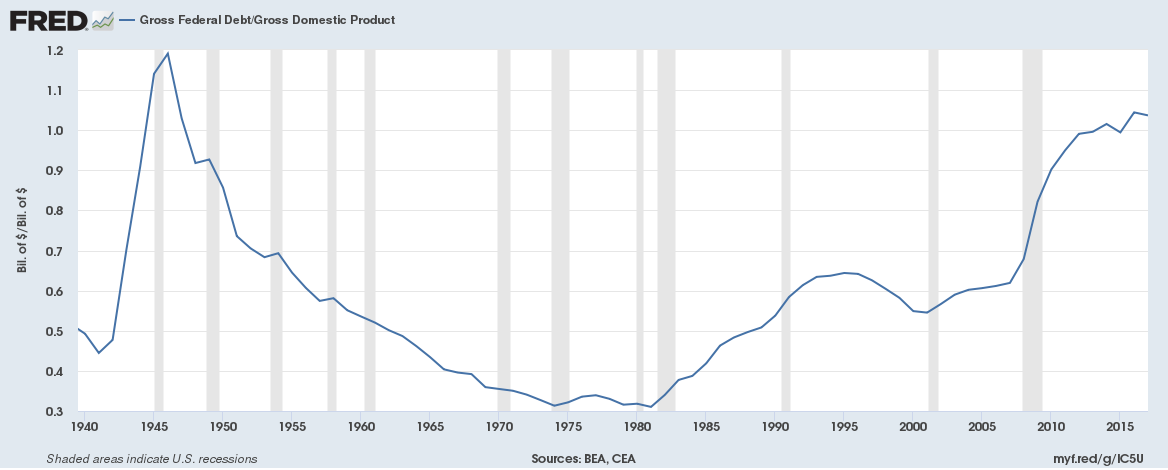 FRED
Gross Federal Debt/Gross Domestic Product
1.2
1.1
1.0
0.9
0.8
0.7
0.6
0.5
0.4
0.3
Bil. of $/Bil. of $
1940 1945 1950 1955 1960 1965 1970 1975 1980 1985 1990 1995 2000 2005 2010 2015
Shaded areas indicate U.S. recessions Sources: BEA, CEA myf.red/g/lC5U